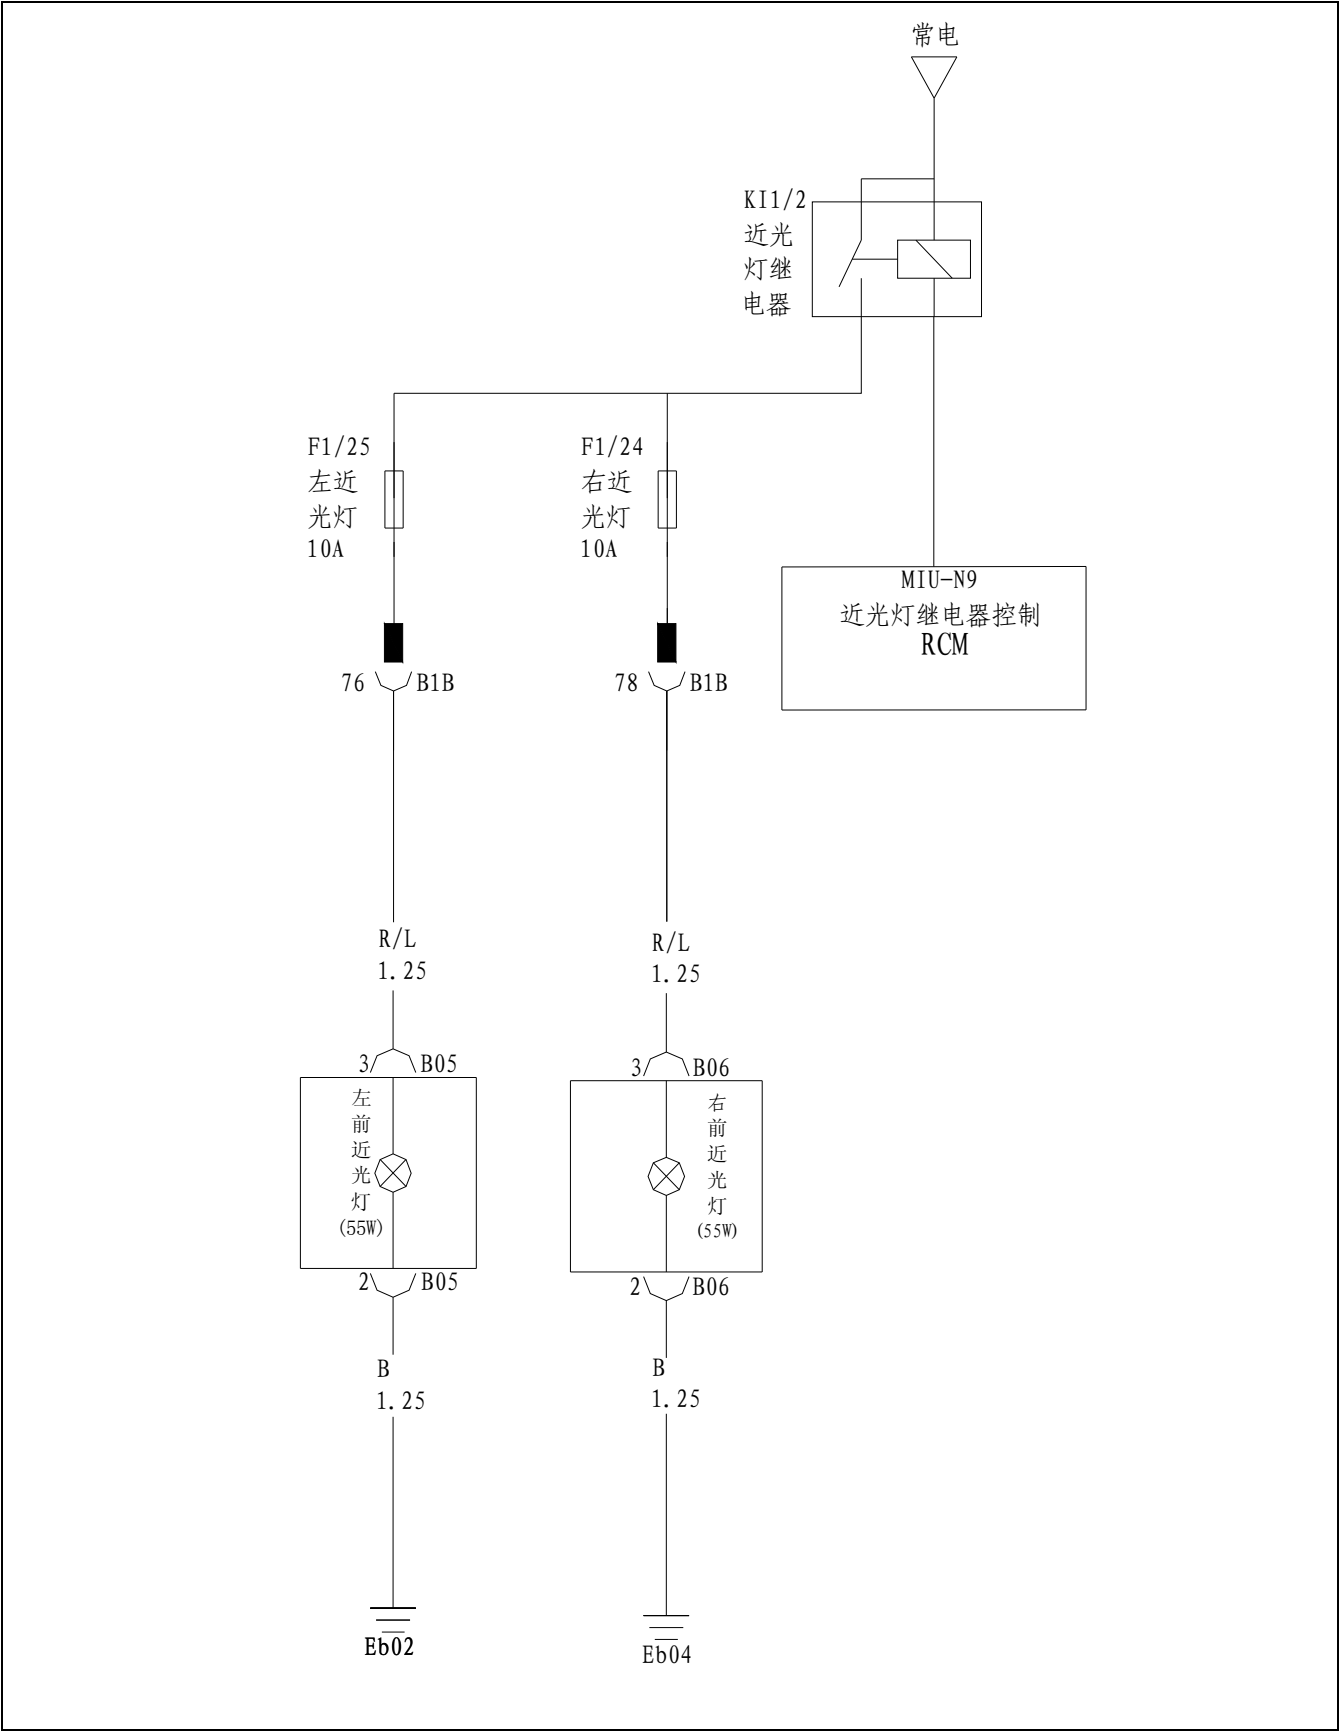 常电
KI1/2
近光
灯继
电器
F1/25
左近
光灯
10A
F1/24
右近
光灯
10A
MIU-N9
近光灯继电器控制
RCM
76 B1B
78 B1B
R/L
1.25
R/L
1.25
3 B05
3 B06
左
前
近
光
灯
(55W)
右
前
近
光
灯
(55W)
2 B05
2 B06
B
1.25
B
1.25
Eb02
Eb04